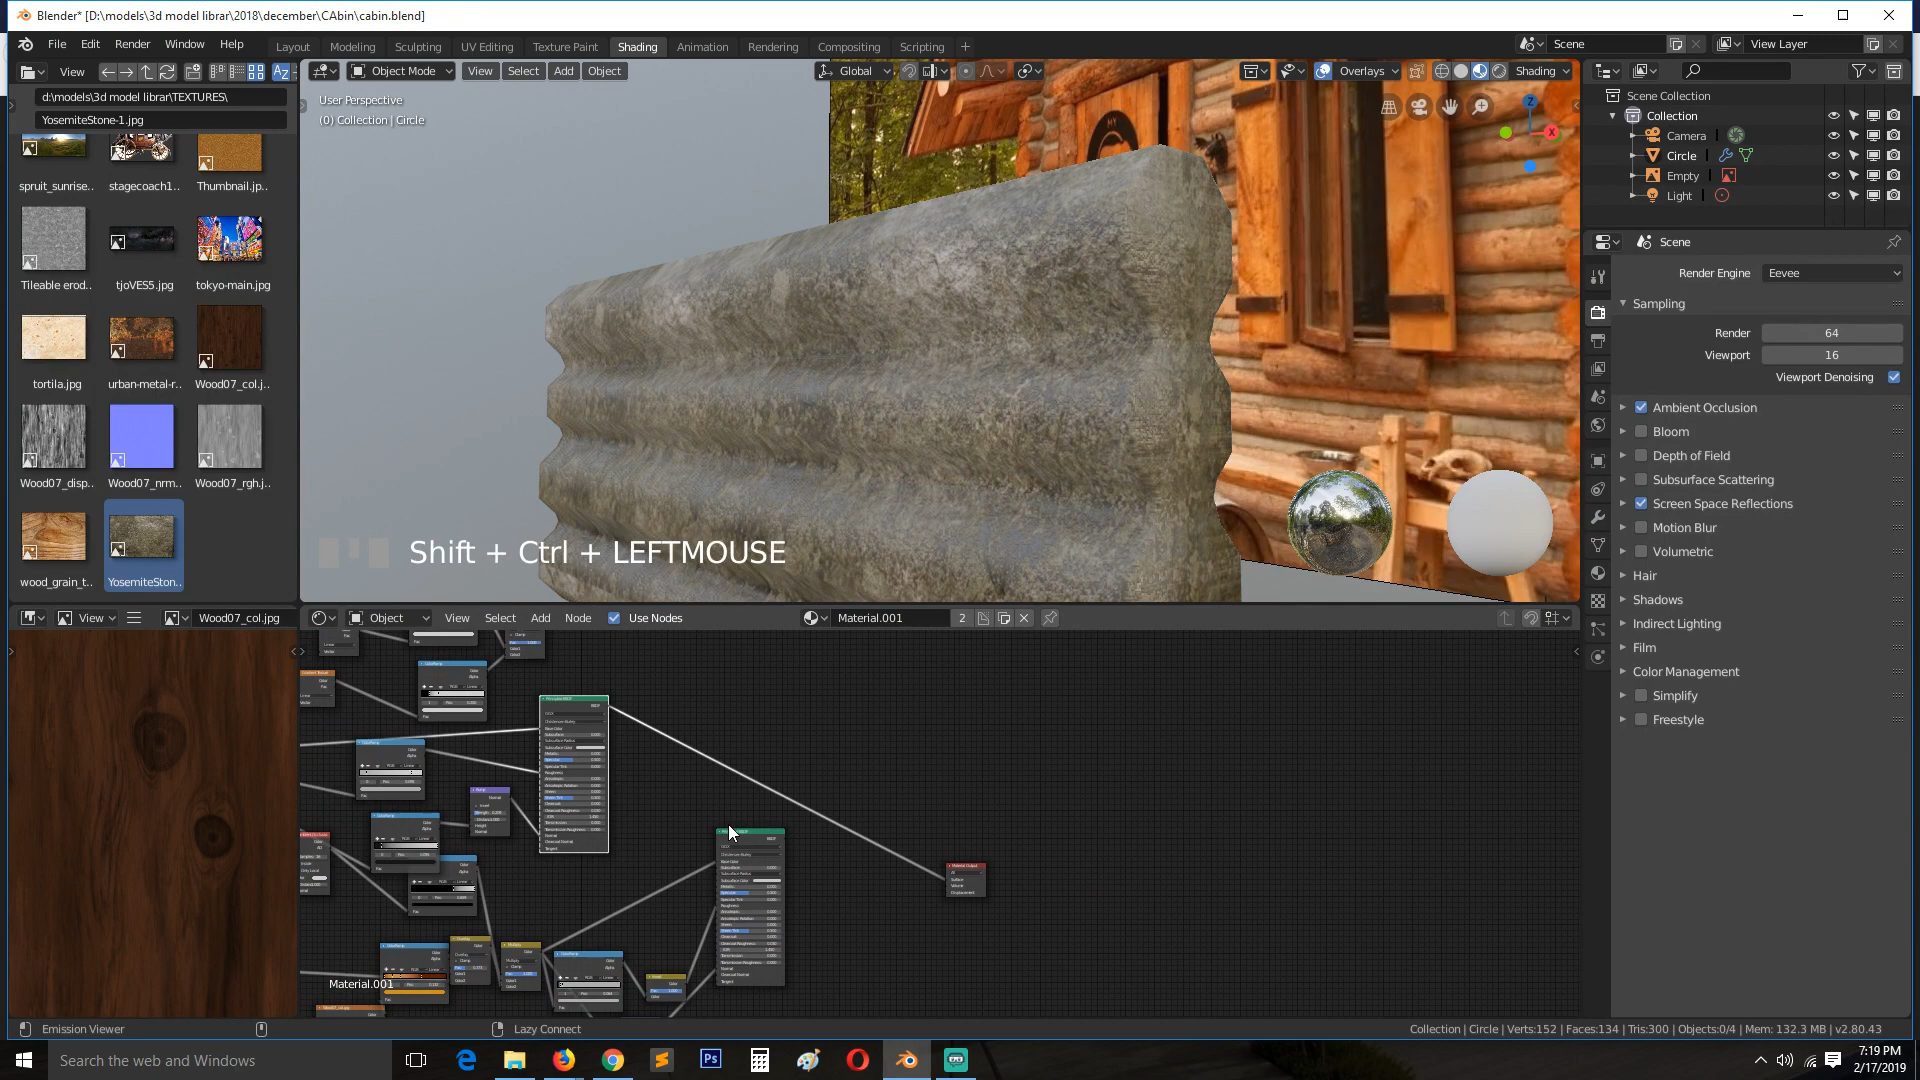 Blender* [D:\models\3d model librar\2018\december\CAbin\cabin.blend]
File Edit Render Window Help Layout Modeling Sculpting UV Editing Texture Paint Shading Animation Rendering Compositing Scripting + Scene View Layer
View
d:\models\3d model librar\TEXTURES\
YosemiteStone-1.jpg
spruit_sunrise.. stagecoach1.. Thumbnail.jp..
Tileable erod.. tjoVES5.jpg tokyo-main.jpg
tortila.jpg urban-metal-r.. Wood07_col.j..
Wood07_disp.. Wood07_nrm.. Wood07_rgh.j..
wood_grain_t.. YosemiteSton..
Object Mode View Select Add Object Global Overlays Shading
User Perspective
(0) Collection | Circle
Shift + Ctrl + LEFTMOUSE
Scene Collection
Collection
Camera
Circle
Empty
Light
Scene
Render Engine Eevee
Sampling
Render 64
Viewport 16
Viewport Denoising
Ambient Occlusion
Bloom
Depth of Field
Subsurface Scattering
Screen Space Reflections
Motion Blur
Volumetric
Hair
Shadows
Indirect Lighting
Film
Color Management
Simplify
Freestyle
View Wood07_col.jpg
Object View Select Add Node Use Nodes Material.001 2
Material.001
Emission Viewer Lazy Connect Collection | Circle | Verts:152 | Faces:134 | Tris:300 | Objects:0/4 | Mem: 132.3 MB | v2.80.43
Search the web and Windows
7:19 PM
2/17/2019